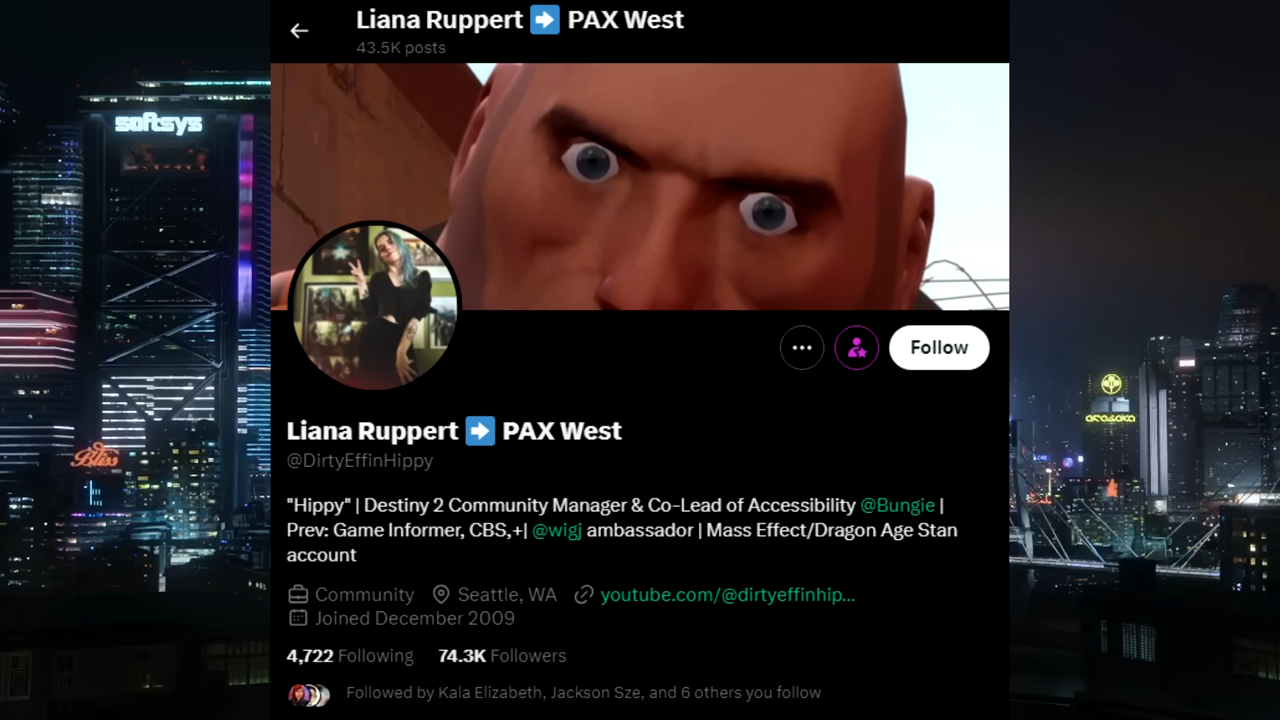 Liana Ruppert ➡️ PAX West
43.5K posts
softsys
Bliss
arasaka
Follow
Liana Ruppert ➡️ PAX West
@DirtyEffinHippy
"Hippy" | Destiny 2 Community Manager & Co-Lead of Accessibility @Bungie |
Prev: Game Informer, CBS,+| @wigj ambassador | Mass Effect/Dragon Age Stan
account
Community Seattle, WA youtube.com/@dirtyeffinhip...
Joined December 2009
4,722 Following 74.3K Followers
Followed by Kala Elizabeth, Jackson Sze, and 6 others you follow